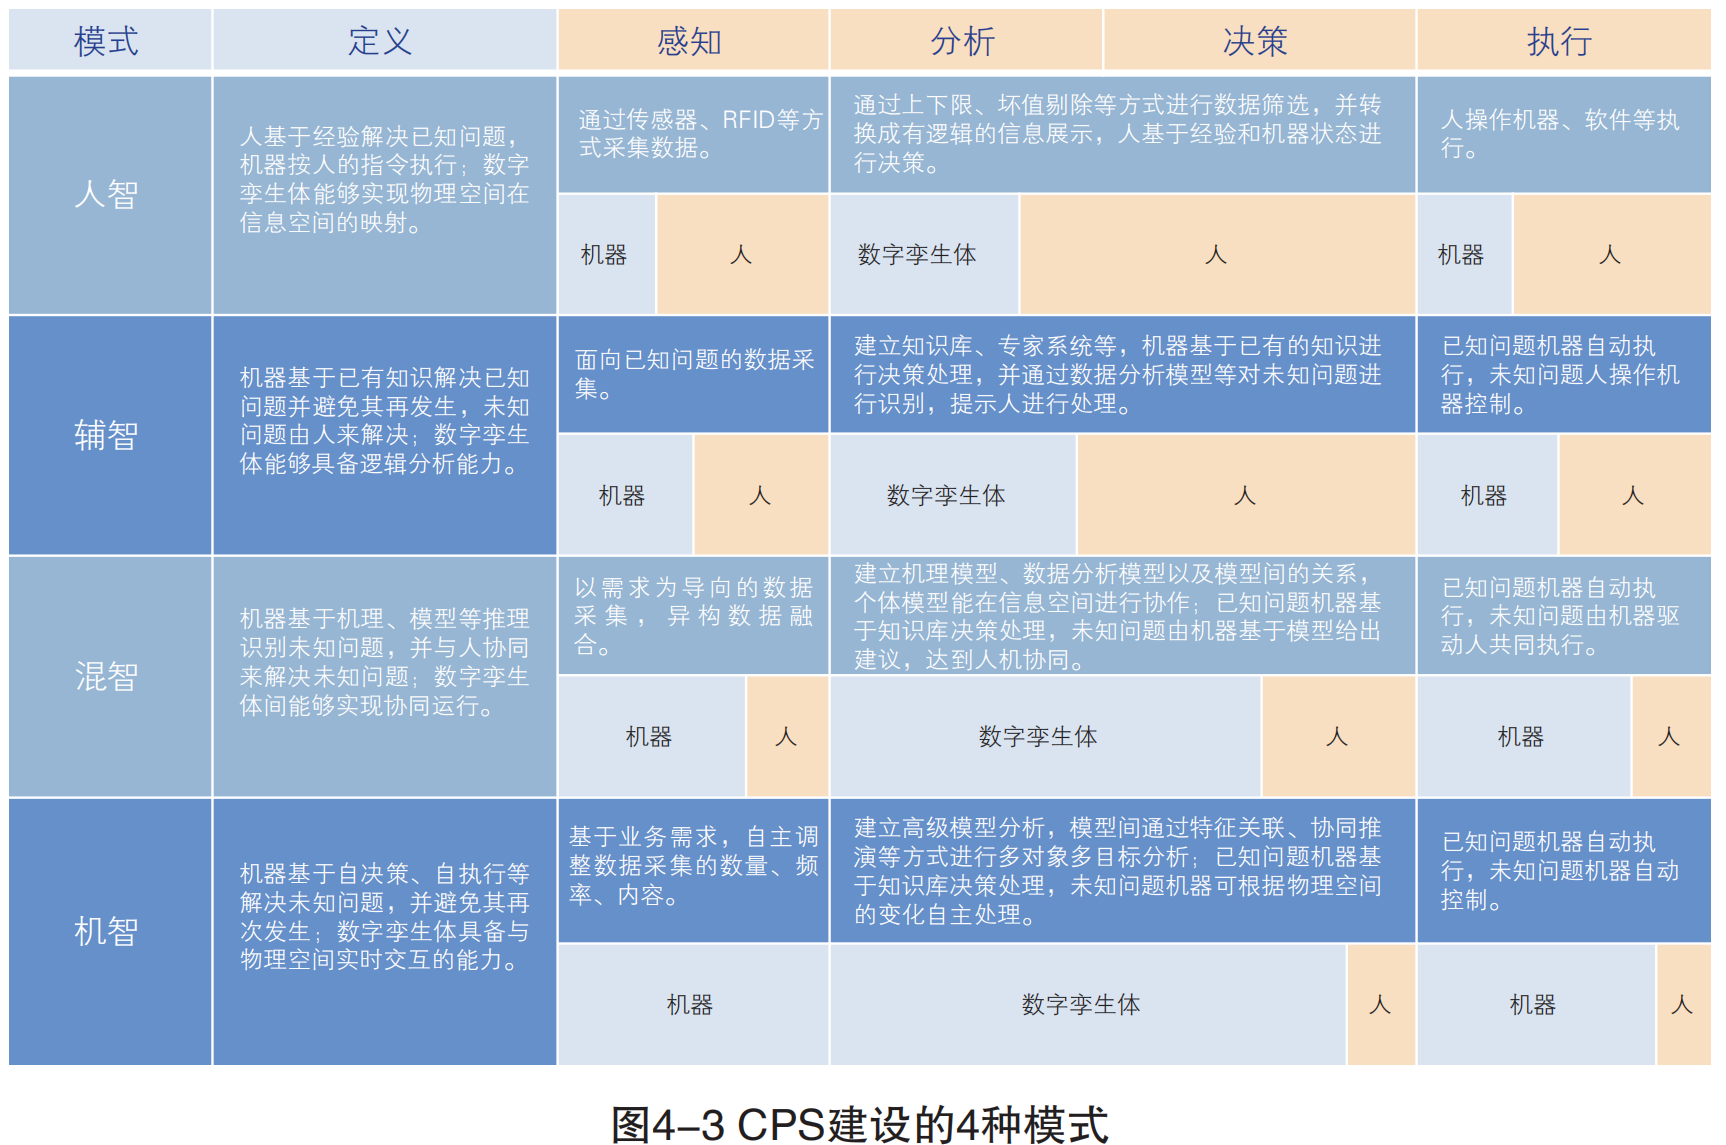 模式 定义 感知 分析 决策 执行
人智
人基于经验解决已知问题，
机器按人的指令执行；数字
孪生体能够实现物理空间在
信息空间的映射。
通过传感器、RFID等方
式采集数据。
通过上下限、坏值剔除等方式进行数据筛选，并转
换成有逻辑的信息展示，人基于经验和机器状态进
行决策。
人操作机器、软件等执
行。
机器 人 数字孪生体 人 机器 人
辅智
机器基于已有知识解决已知
问题并避免其再发生，未知
问题由人来解决；数字孪生
体能够具备逻辑分析能力。
面向已知问题的数据采
集。
建立知识库、专家系统等，机器基于已有的知识进
行决策处理，并通过数据分析模型等对未知问题进
行识别，提示人进行处理。
已知问题机器自动执
行，未知问题人操作机
器控制。
机器 人 数字孪生体 人 机器 人
混智
机器基于机理、模型等推理
识别未知问题，并与人协同
来解决未知问题；数字孪生
体间能够实现协同运行。
以需求为导向的数据
采集，异构数据融
合。
建立机理模型、数据分析模型以及模型间的关系，
个体模型能在信息空间进行协作；已知问题机器基
于知识库决策处理，未知问题由机器基于模型给出
建议，达到人机协同。
已知问题机器自动执
行，未知问题由机器驱
动人共同执行。
机器 人 数字孪生体 人 机器 人
机智
机器基于自决策、自执行等
解决未知问题，并避免其再
次发生；数字孪生体具备与
物理空间实时交互的能力。
基于业务需求，自主调
整数据采集的数量、频
率、内容。
建立高级模型分析，模型间通过特征关联、协同推
演等方式进行多对象多目标分析；已知问题机器基
于知识库决策处理，未知问题机器可根据物理空间
的变化自主处理。
已知问题机器自动执
行，未知问题机器自动
控制。
机器 数字孪生体 人 机器 人
图4–3 CPS建设的4种模式